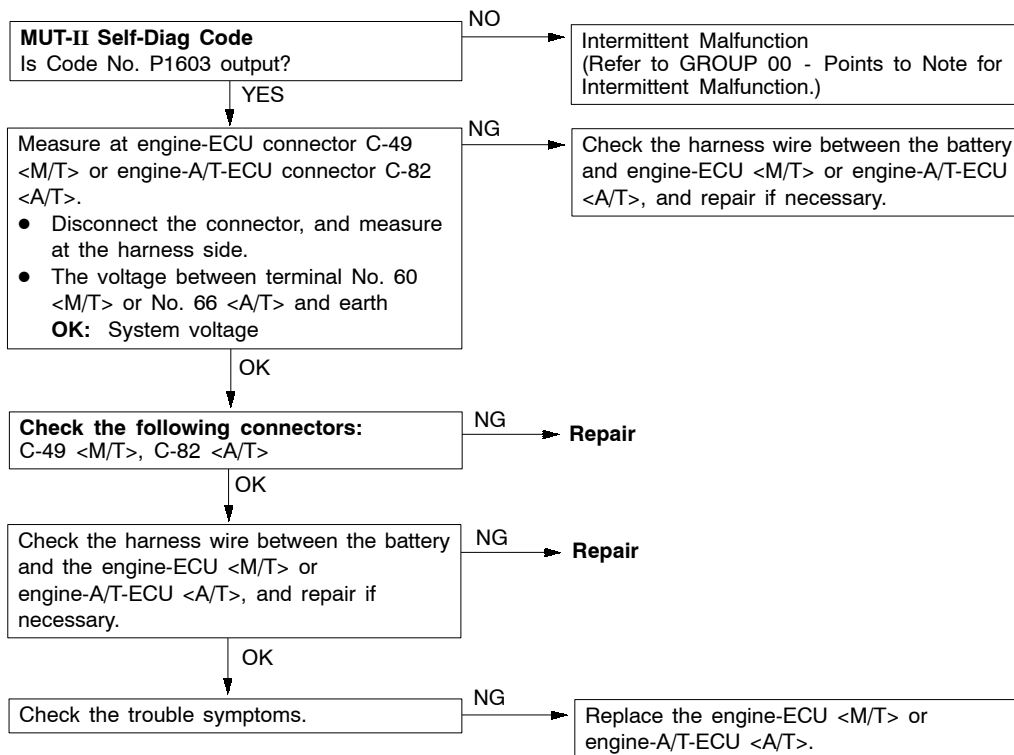 MUT-II Self-Diag Code
Is Code No. P1603 output?
NO
Intermittent Malfunction
(Refer to GROUP 00 - Points to Note for
Intermittent Malfunction.)
YES
Measure at engine-ECU connector C-49
<M/T> or engine-A/T-ECU connector C-82
<A/T>.
● Disconnect the connector, and measure
at the harness side.
● The voltage between terminal No. 60
<M/T> or No. 66 <A/T> and earth
OK: System voltage
NG
Check the harness wire between the battery
and engine-ECU <M/T> or engine-A/T-ECU
<A/T>, and repair if necessary.
OK
Check the following connectors:
C-49 <M/T>, C-82 <A/T>
NG
Repair
OK
Check the harness wire between the battery
and the engine-ECU <M/T> or
engine-A/T-ECU <A/T>, and repair if
necessary.
NG
Repair
OK
Check the trouble symptoms.
NG
Replace the engine-ECU <M/T> or
engine-A/T-ECU <A/T>.